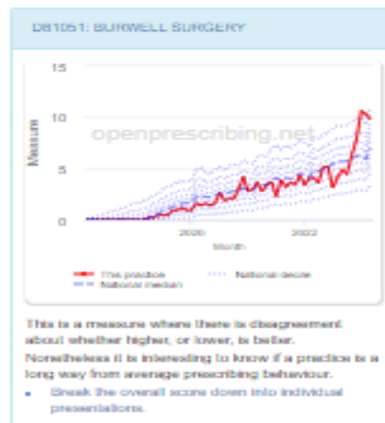 D81051: BURWELL SURGERY
15
10
5
0
Measure
openprescribing.net
2020
2022
Month
This practice
National decile
National median
This is a measure where there is disagreement
about whether higher, or lower, is better.
Nonetheless it is interesting to know if a practice is a
long way from average prescribing behaviour.
Break the overall score down into individual
presentations.